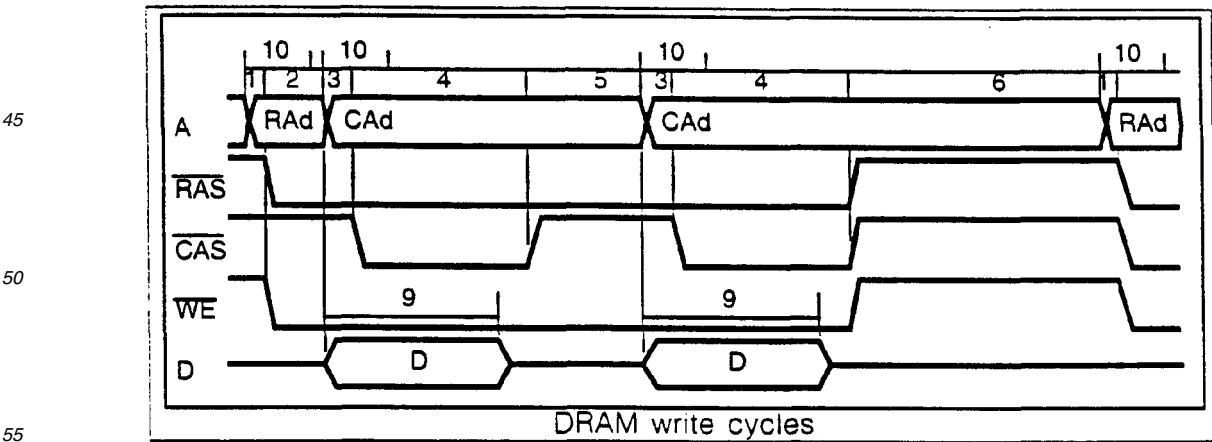 10 10 10 10
1 2 3 4 5 3 4 6 1
45
A RAd CAd CAd RAd
RAS
CAS
50
WE 9 9
D D D
DRAM write cycles
55